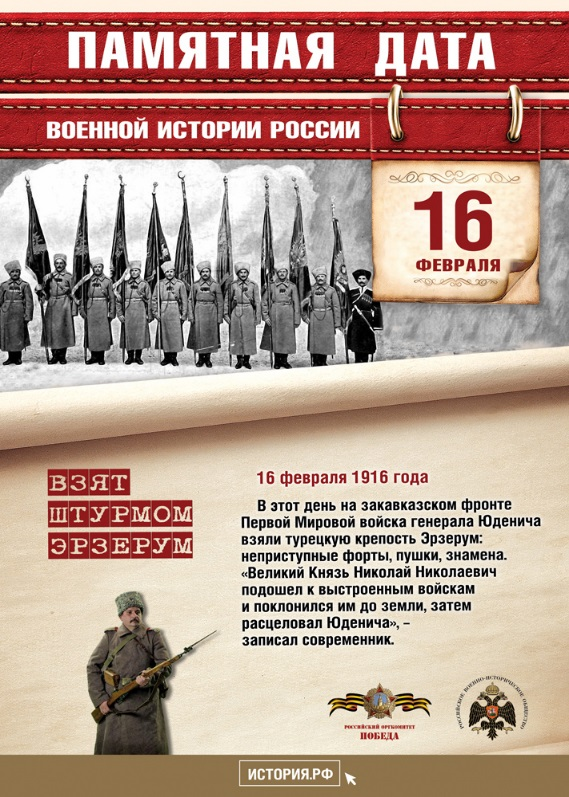 ПАМЯТНАЯ ДАТА
ВОЕННОЙ ИСТОРИИ РОССИИ
16
ФЕВРАЛЯ
ВЗЯТ
ШТУРМОМ
ЭРЗЕРУМ
16 февраля 1916 года
В этот день на закавказском фронте
Первой Мировой войска генерала Юденича
взяли турецкую крепость Эрзерум:
неприступные форты, пушки, знамена.
«Великий Князь Николай Николаевич
подошел к выстроенным войскам
и поклонился им до земли, затем
расцеловал Юденича», –
записал современник.
РОССИЙСКИЙ ОРГКОМИТЕТ
ПОБЕДА
РОССИЙСКОЕ ВОЕННО-ИСТОРИЧЕСКОЕ ОБЩЕСТВО
ИСТОРИЯ.РФ